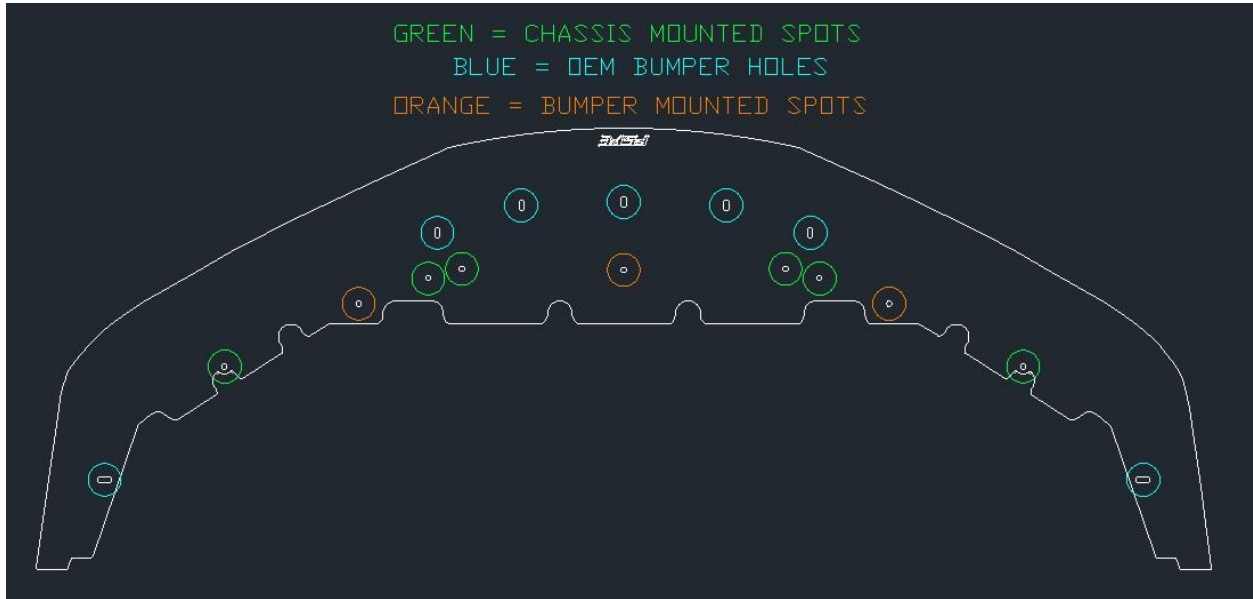 GREEN = CHASSIS MOUNTED SPOTS
BLUE = OEM BUMPER HOLES
ORANGE = BUMPER MOUNTED SPOTS